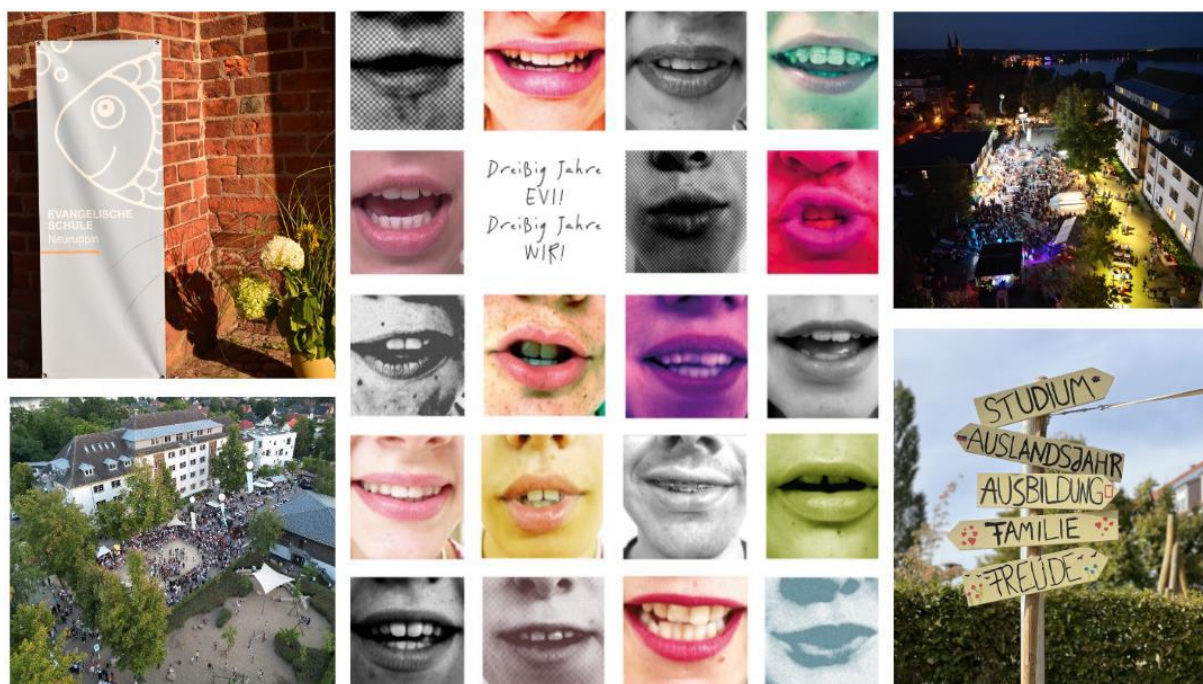 EVANGELISCHE
SCHULE
Neuruppin
Dreißig Jahre
EVI!
Dreißig Jahre
WIR!
STUDIUM
AUSLANDSJAHR
AUSBILDUNG
FAMILIE
FREUDE